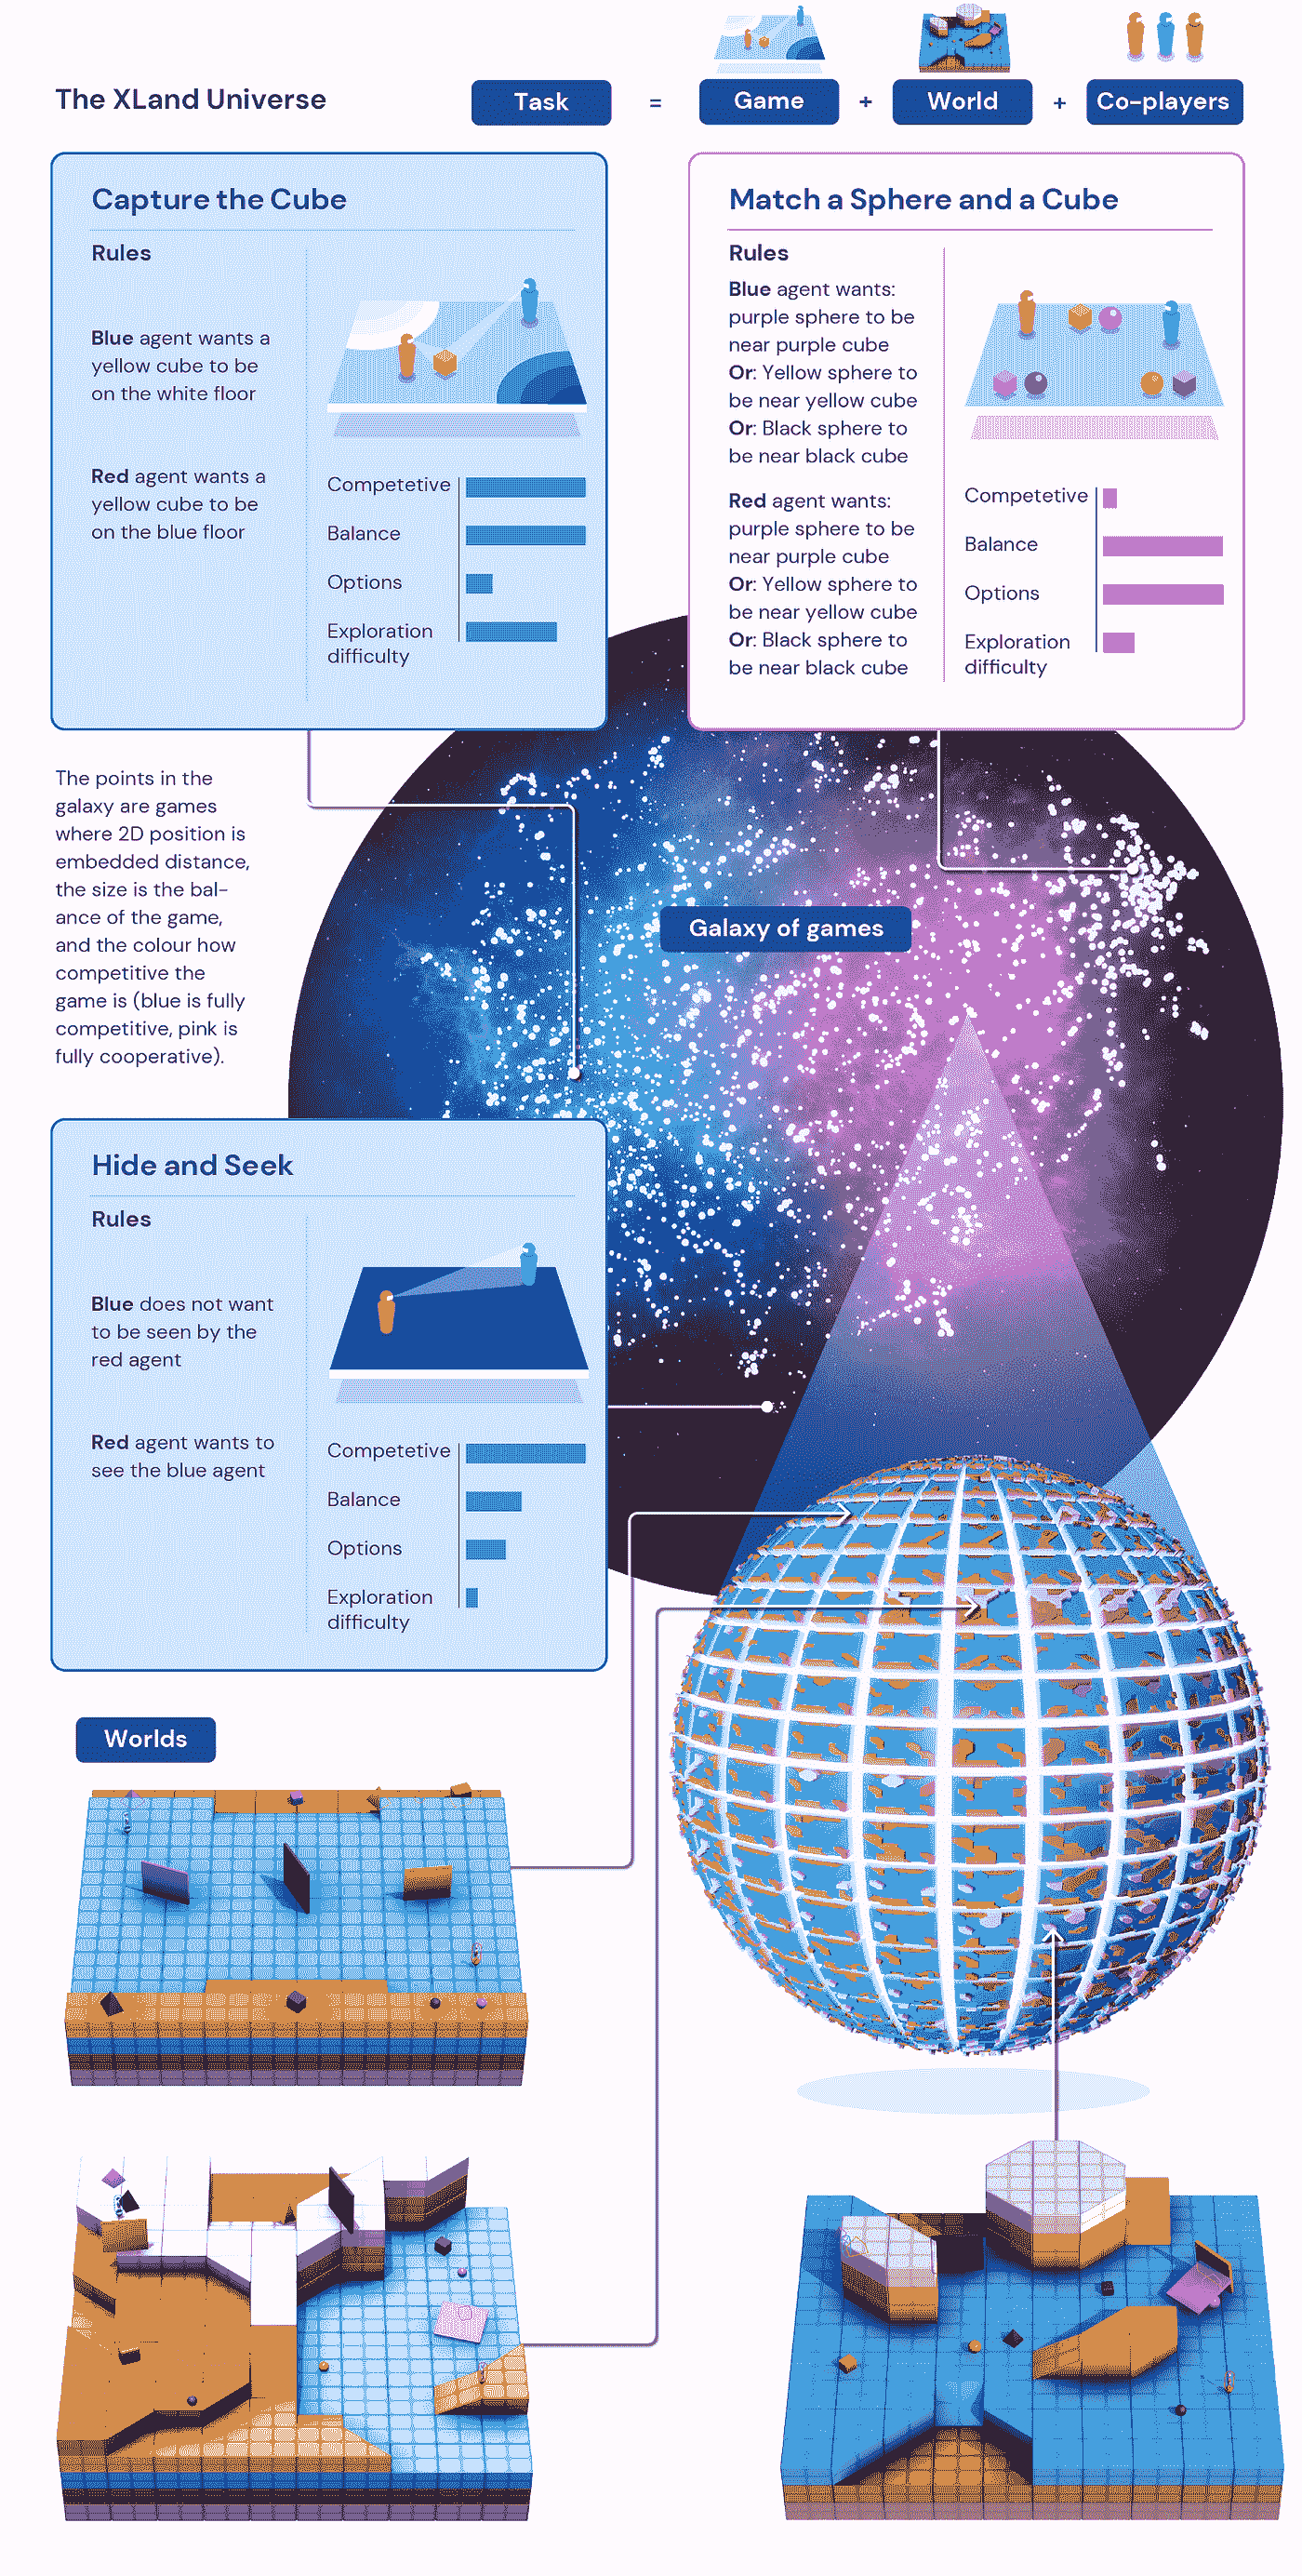 The XLand Universe
Task = Game + World + Co-players
Capture the Cube
Rules
Blue agent wants a
yellow cube to be
on the white floor
Red agent wants a
yellow cube to be
on the blue floor
Competetive
Balance
Options
Exploration
difficulty
Match a Sphere and a Cube
Rules
Blue agent wants:
purple sphere to be
near purple cube
Or: Yellow sphere to
be near yellow cube
Or: Black sphere to
be near black cube
Red agent wants:
purple sphere to be
near purple cube
Or: Yellow sphere to
be near yellow cube
Or: Black sphere to
be near black cube
Competetive
Balance
Options
Exploration
difficulty
The points in the
galaxy are games
where 2D position is
embedded distance,
the size is the bal-
ance of the game,
and the colour how
competitive the
game is (blue is fully
competitive, pink is
fully cooperative).
Galaxy of games
Hide and Seek
Rules
Blue does not want
to be seen by the
red agent
Red agent wants to
see the blue agent
Competetive
Balance
Options
Exploration
difficulty
Worlds